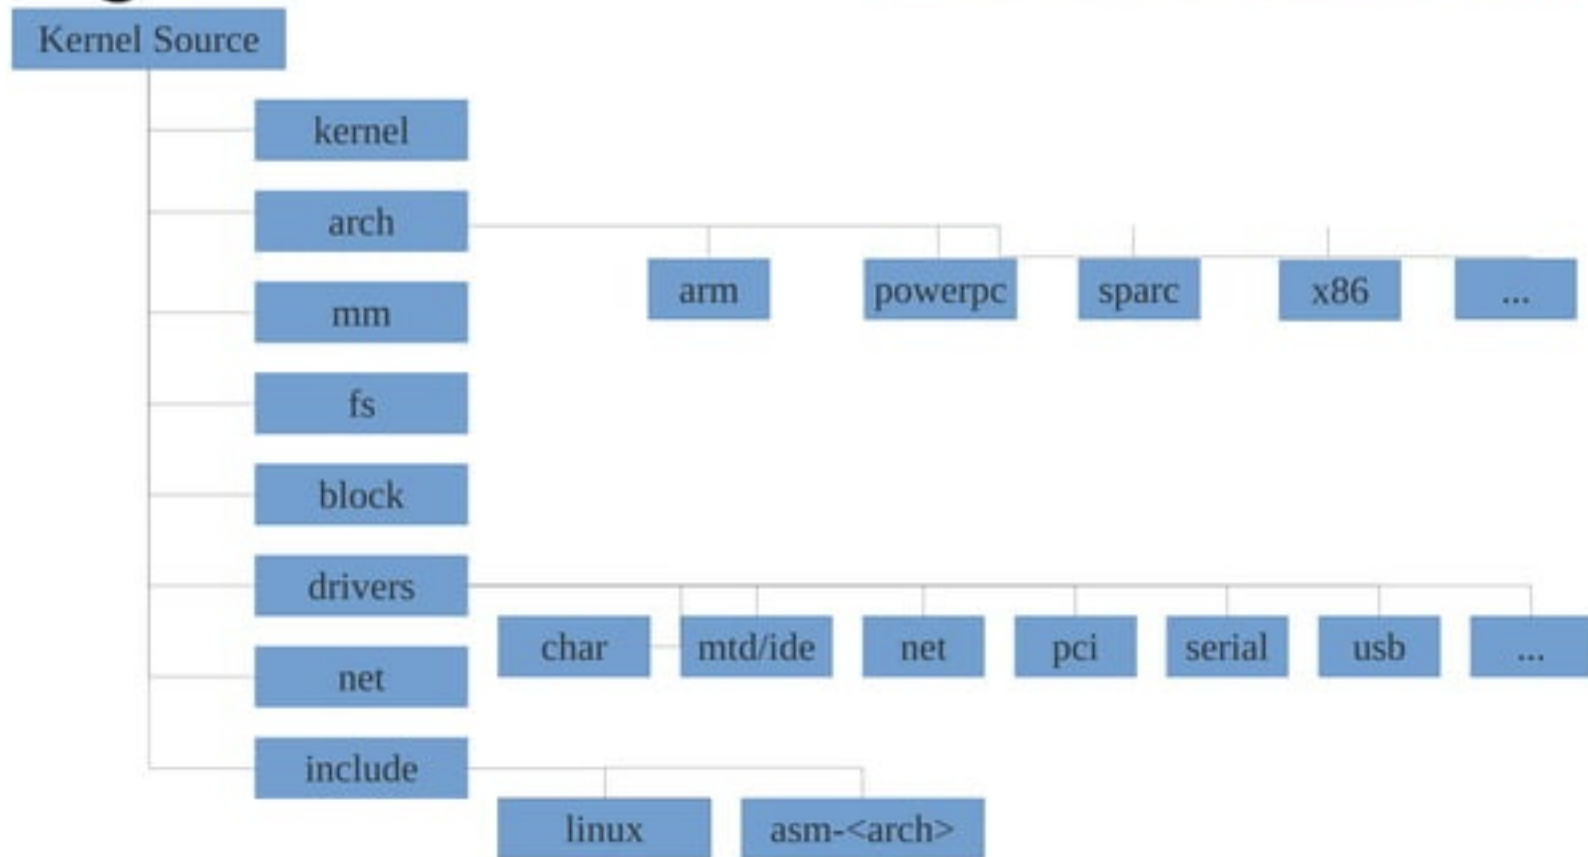 Kernel Source
kernel
arch
arm powerpc sparc x86 ...
mm
fs
block
drivers
char mtd/ide net pci serial usb ...
net
include
linux asm-<arch>